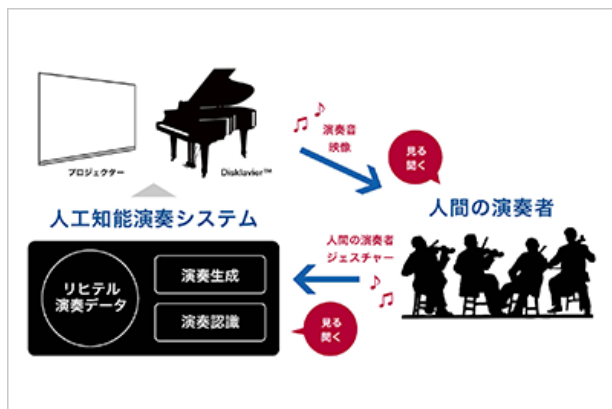 プロジェクター
Disklavier™
演奏音
映像
見る
聞く
人工知能演奏システム
人間の演奏者
リヒテル
演奏データ
演奏生成
演奏認識
人間の演奏者
ジェスチャー
見る
聞く